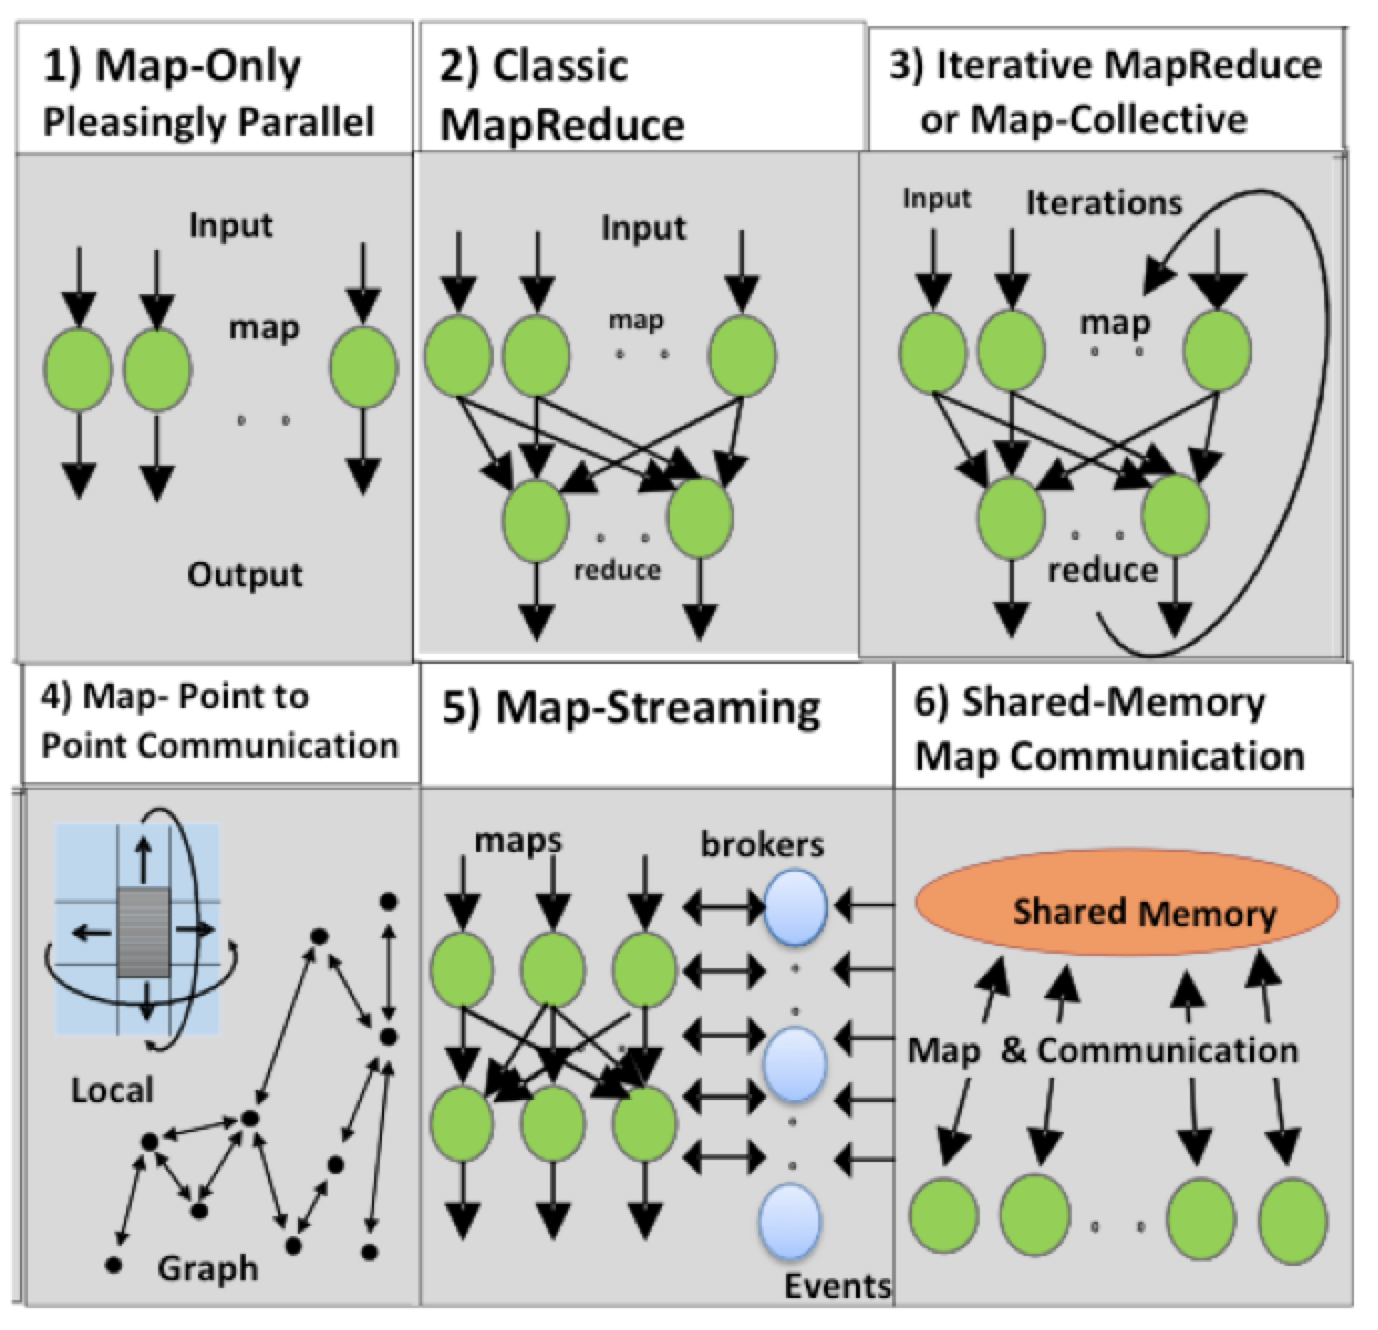 1) Map-Only
Pleasingly Parallel
Input
map
Output
2) Classic
MapReduce
Input
map
reduce
3) Iterative MapReduce
or Map-Collective
Input Iterations
map
reduce
4) Map- Point to
Point Communication
Local
Graph
5) Map-Streaming
maps brokers
Events
6) Shared-Memory
Map Communication
Shared Memory
Map & Communication